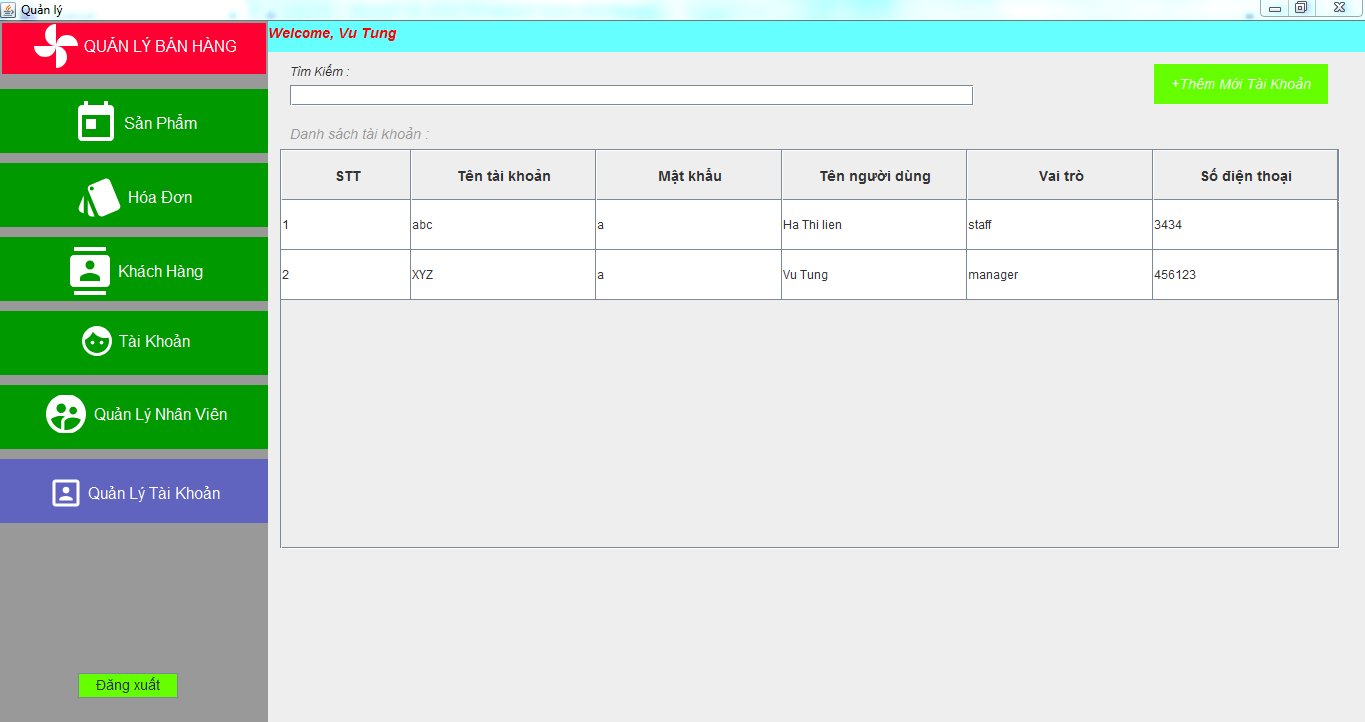 Quản lý
QUẢN LÝ BÁN HÀNG
Welcome, Vu Tung
Tìm Kiếm :
+Thêm Mới Tài Khoản
Sản Phẩm
Danh sách tài khoản :
STT Tên tài khoản Mật khẩu Tên người dùng Vai trò Số điện thoại
1 abc a Ha Thi lien staff 3434
2 XYZ a Vu Tung manager 456123
Hóa Đơn
Khách Hàng
Tài Khoản
Quản Lý Nhân Viên
Quản Lý Tài Khoản
Đăng xuất